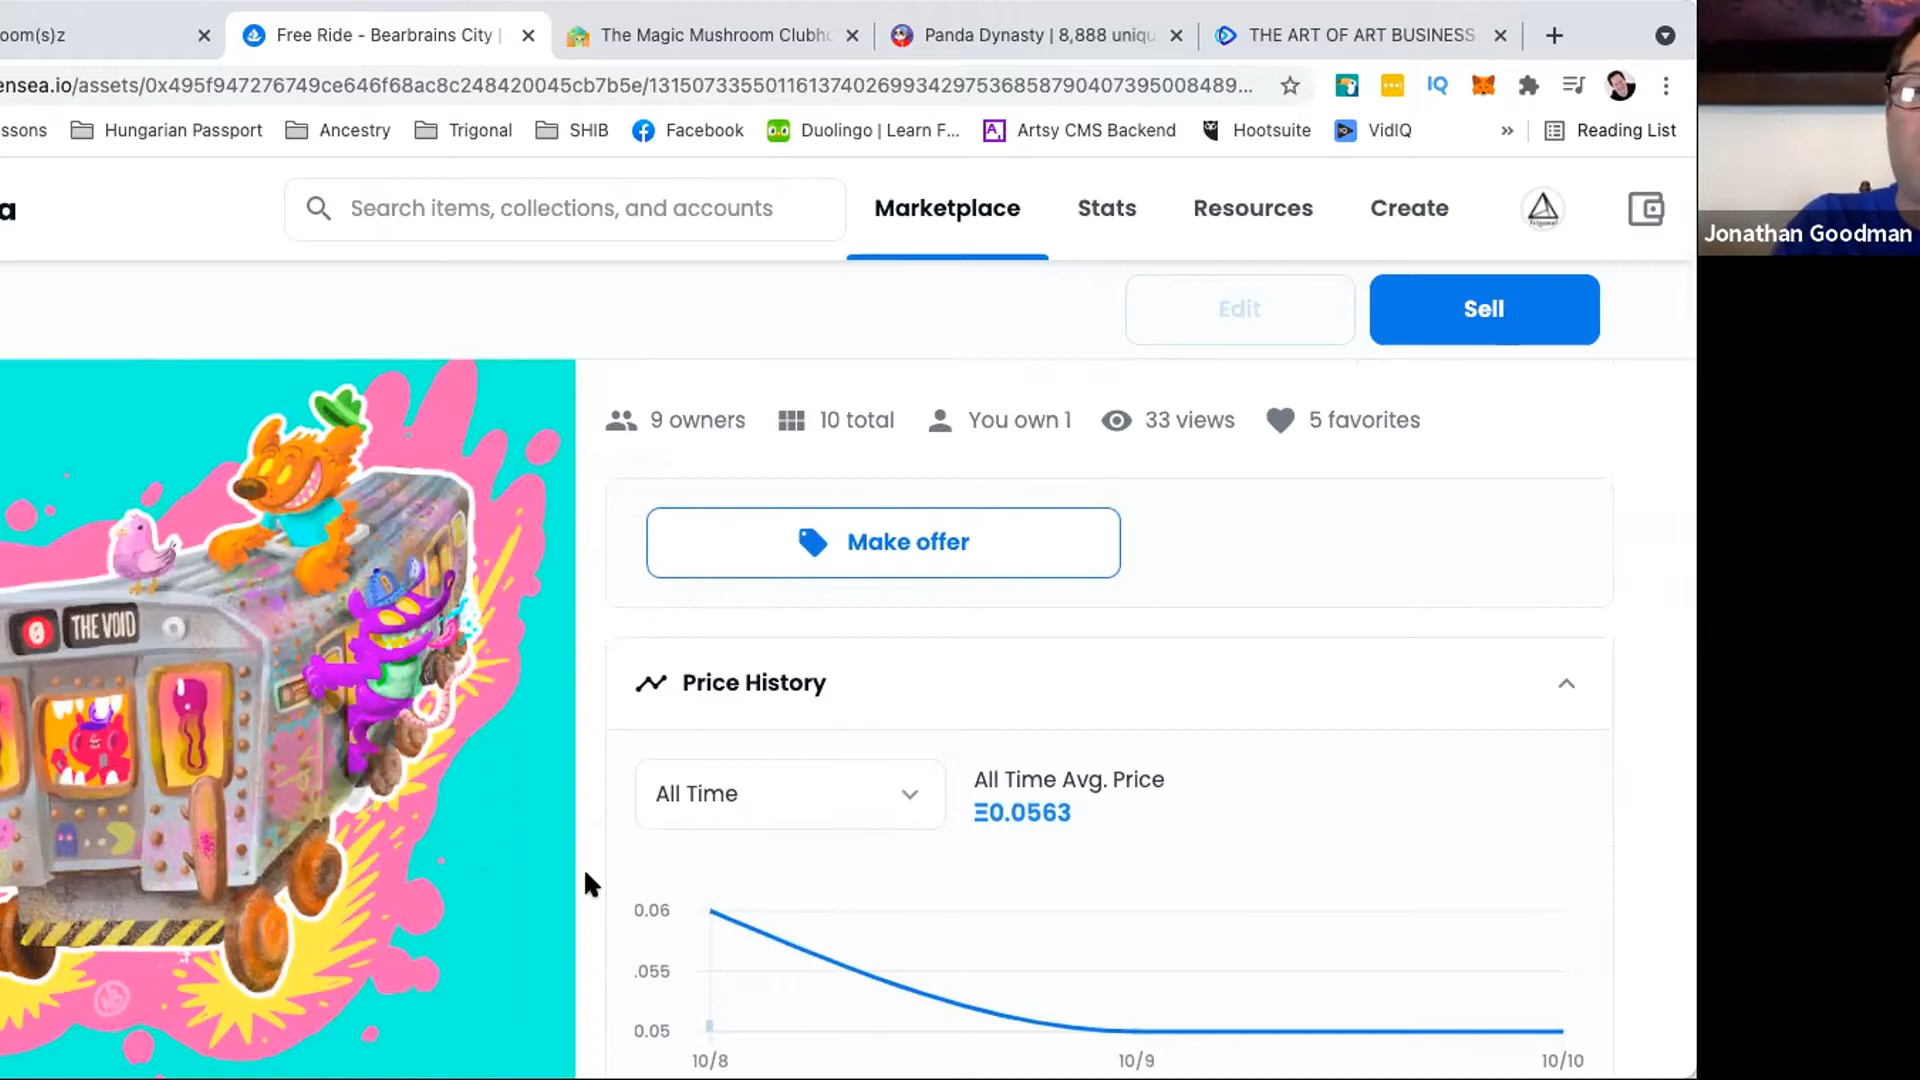 oom(s)z
Free Ride - Bearbrains City |
The Magic Mushroom Clubh
Panda Dynasty | 8,888 uniqu
THE ART OF ART BUSINESS
ensea.io/assets/0x495f947276749ce646f68ac8c248420045cb7b5e/13150733550116137402699342975368587904073950084​89...
IQ
ssons
Hungarian Passport
Ancestry
Trigonal
SHIB
Facebook
Duolingo | Learn F...
Artsy CMS Backend
Hootsuite
VidIQ
»
Reading List
a
Search items, collections, and accounts
Marketplace
Stats
Resources
Create
Jonathan Goodman
Edit
Sell
9 owners
10 total
You own 1
33 views
5 favorites
Make offer
THE VOID
Price History
All Time
All Time Avg. Price
Ξ0.0563
0.06
.055
0.05
10/8
10/9
10/10